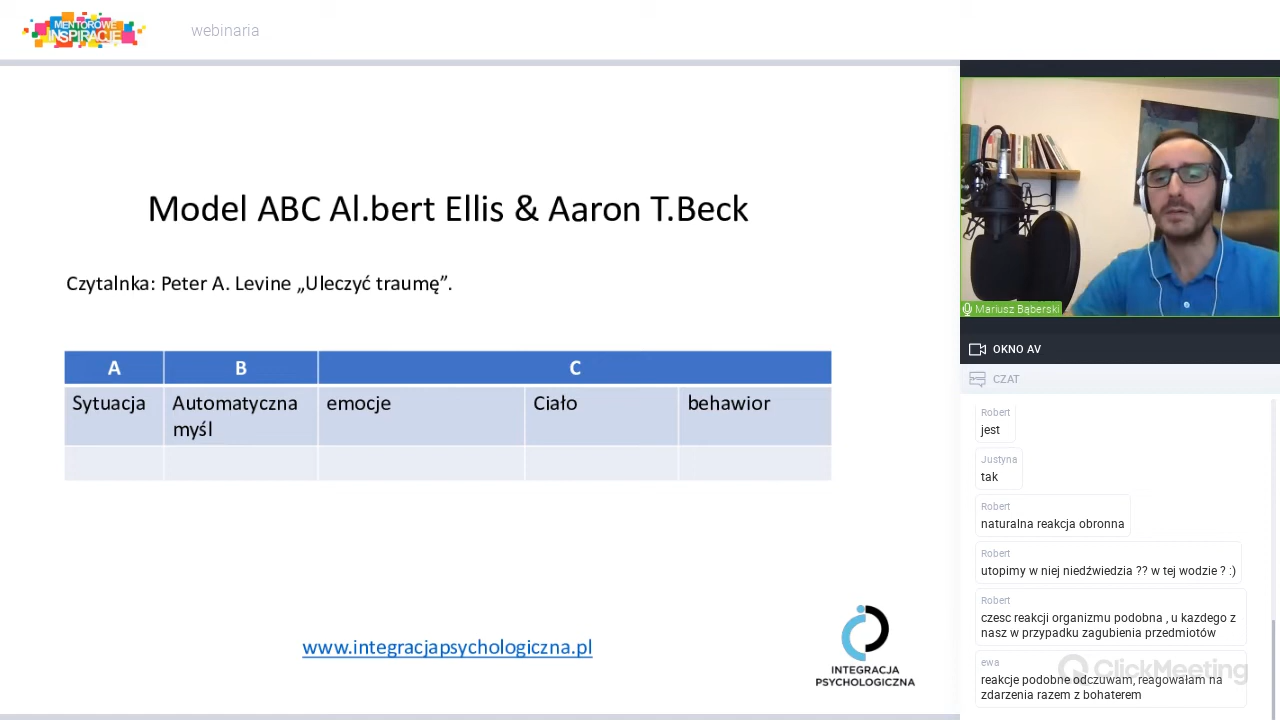 MENTOROWE
INSPIRACJE
webinaria
Model ABC Al.bert Ellis & Aaron T.Beck
Czytalnka: Peter A. Levine „Uleczyć traumę”.
A B C
Sytuacja Automatyczna myśl emocje Ciało behawior
www.integracjapsychologiczna.pl
INTEGRACJA
PSYCHOLOGICZNA
Mariusz Bąberski
OKNO AV
CZAT
Robert
jest
Justyna
tak
Robert
naturalna reakcja obronna
Robert
utopimy w niej niedźwiedzia ?? w tej wodzie ? :)
Robert
czesc reakcji organizmu podobna , u kazdego z
nasz w przypadku zagubienia przedmiotów
ewa
ClickMeeting
reakcje podobne odczuwam, reagowalam na
zdarzenia razem z bohaterem